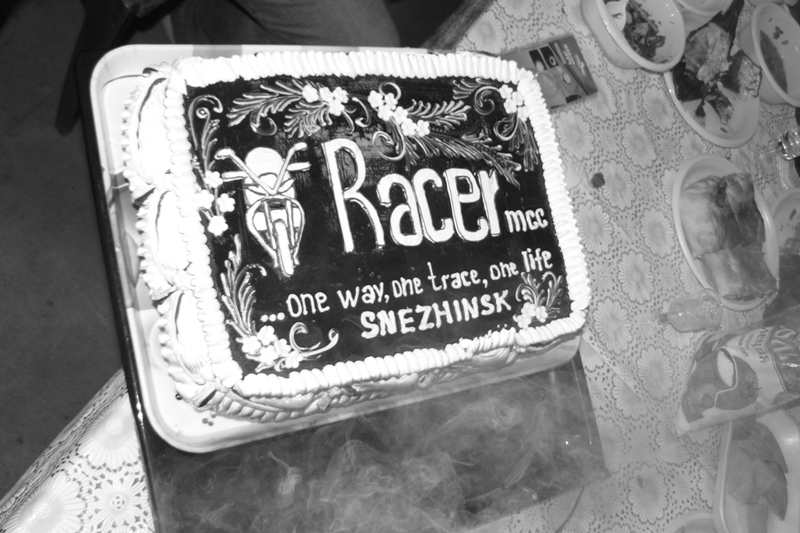 Racer mcc
...one way, one trace, one life
SNEZHINSK